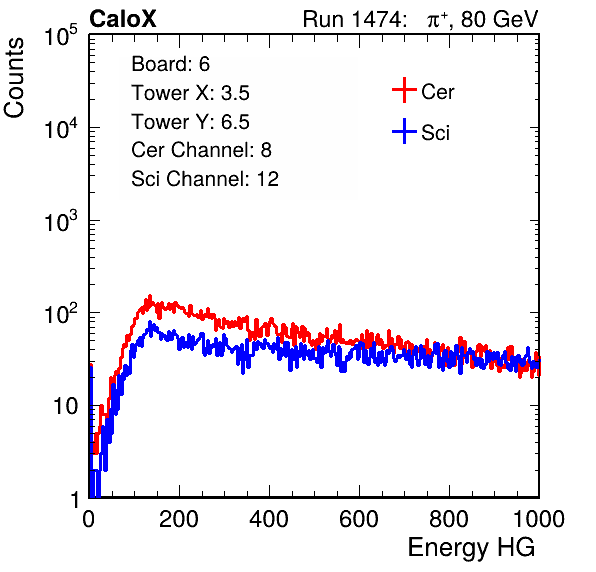 CaloX Run 1474: π⁺, 80 GeV
Counts
Board: 6
Tower X: 3.5
Tower Y: 6.5
Cer Channel: 8
Sci Channel: 12
Cer
Sci
10⁵
10⁴
10³
10²
10
1
0 200 400 600 800 1000
Energy HG